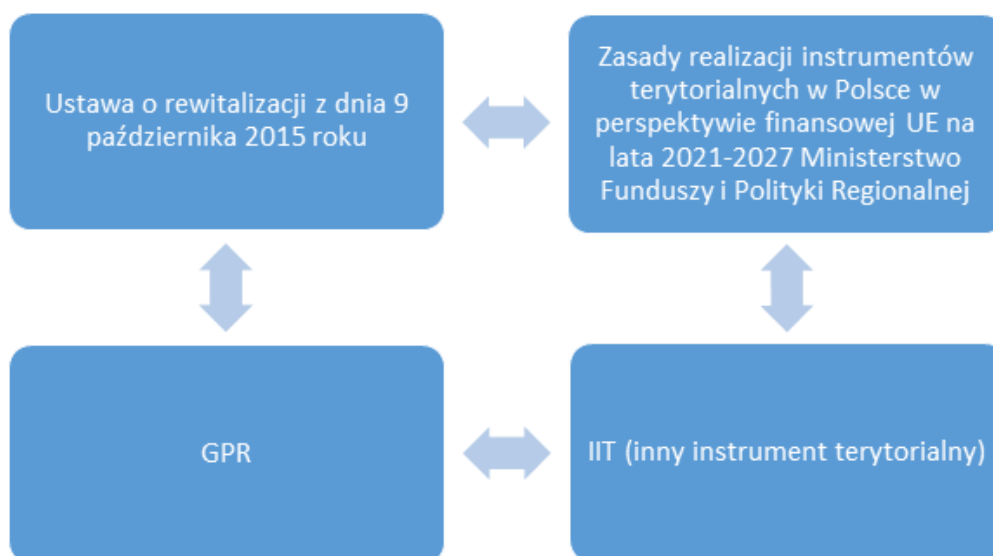 Ustawa o rewitalizacji z dnia 9
października 2015 roku
Zasady realizacji instrumentów
terytorialnych w Polsce w
perspektywie finansowej UE na
lata 2021-2027 Ministerstwo
Funduszy i Polityki Regionalnej
GPR
IIT (inny instrument terytorialny)